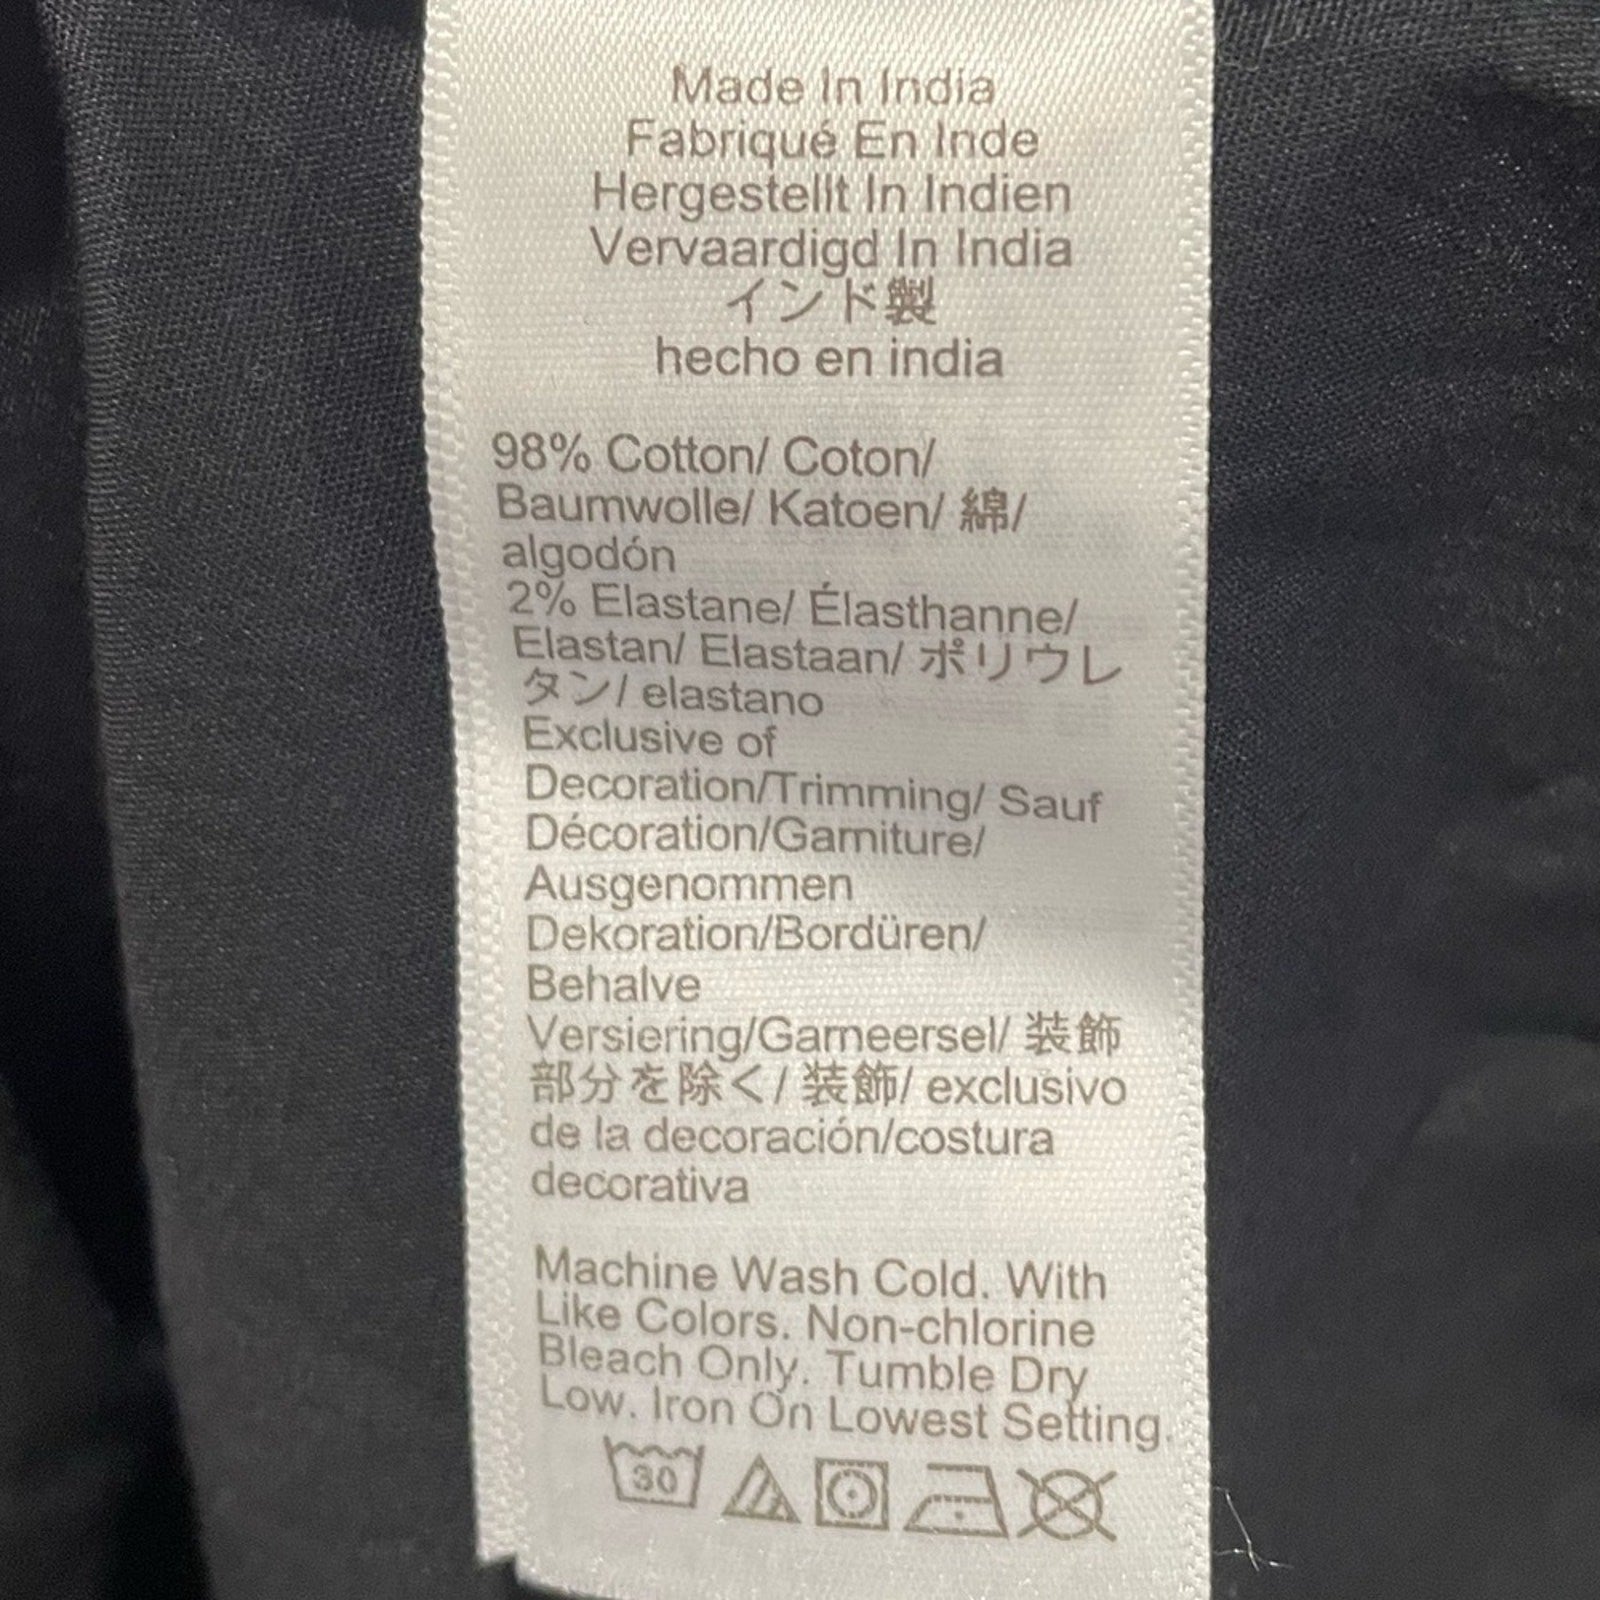 Made In India
Fabriqué En Inde
Hergestellt In Indien
Vervaardigd In India
インド製
hecho en india
98% Cotton/ Coton/
Baumwolle/ Katoen/ 綿/
algodón
2% Elastane/ Élasthanne/
Elastan/ Elastaan/ ポリウレ
タン/ elastano
Exclusive of
Decoration/Trimming/ Sauf
Décoration/Garniture/
Ausgenommen
Dekoration/Bordüren/
Behalve
Versiering/Garneersel/ 装飾
部分を除く/ 装飾/ exclusivo
de la decoración/costura
decorativa
Machine Wash Cold. With
Like Colors. Non-chlorine
Bleach Only. Tumble Dry
Low. Iron On Lowest Setting.
30